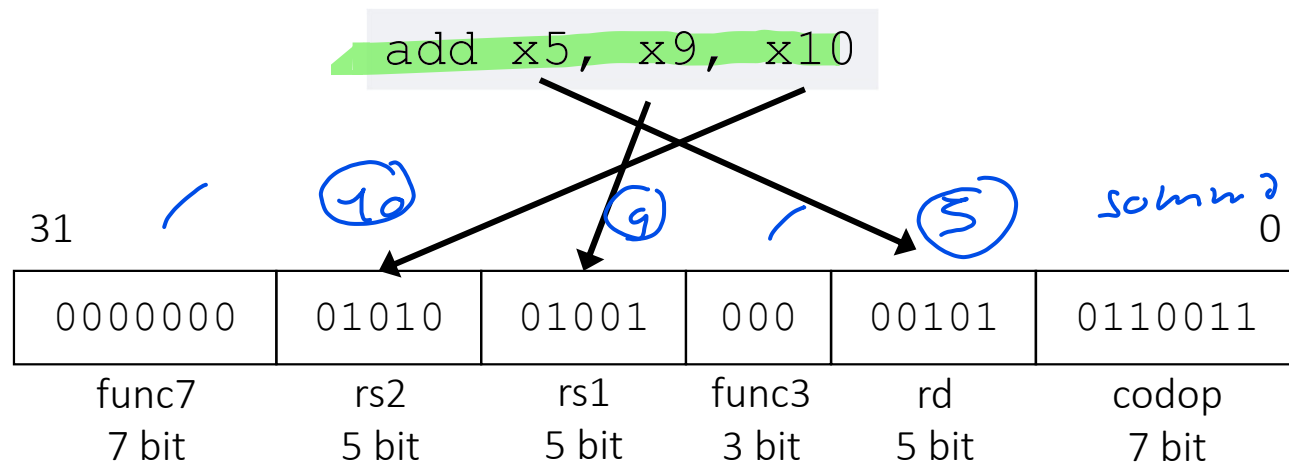 add x5, x9, x10
10 9 5 somma
31 0
0000000 01010 01001 000 00101 0110011
func7 rs2 rs1 func3 rd codop
7 bit 5 bit 5 bit 3 bit 5 bit 7 bit